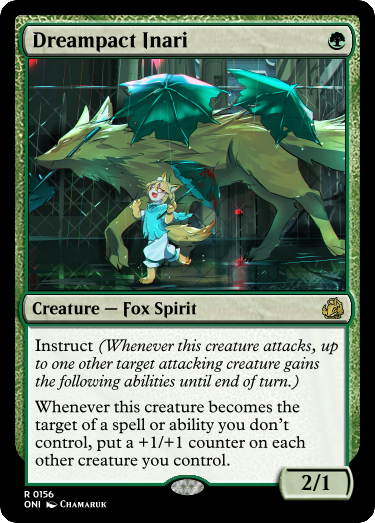 Dreampact Inari
Creature — Fox Spirit
Instruct (Whenever this creature attacks, up
to one other target attacking creature gains
the following abilities until end of turn.)
Whenever this creature becomes the
target of a spell or ability you don't
control, put a +1/+1 counter on each
other creature you control.
2/1
R 0156
ONI Chamaruk